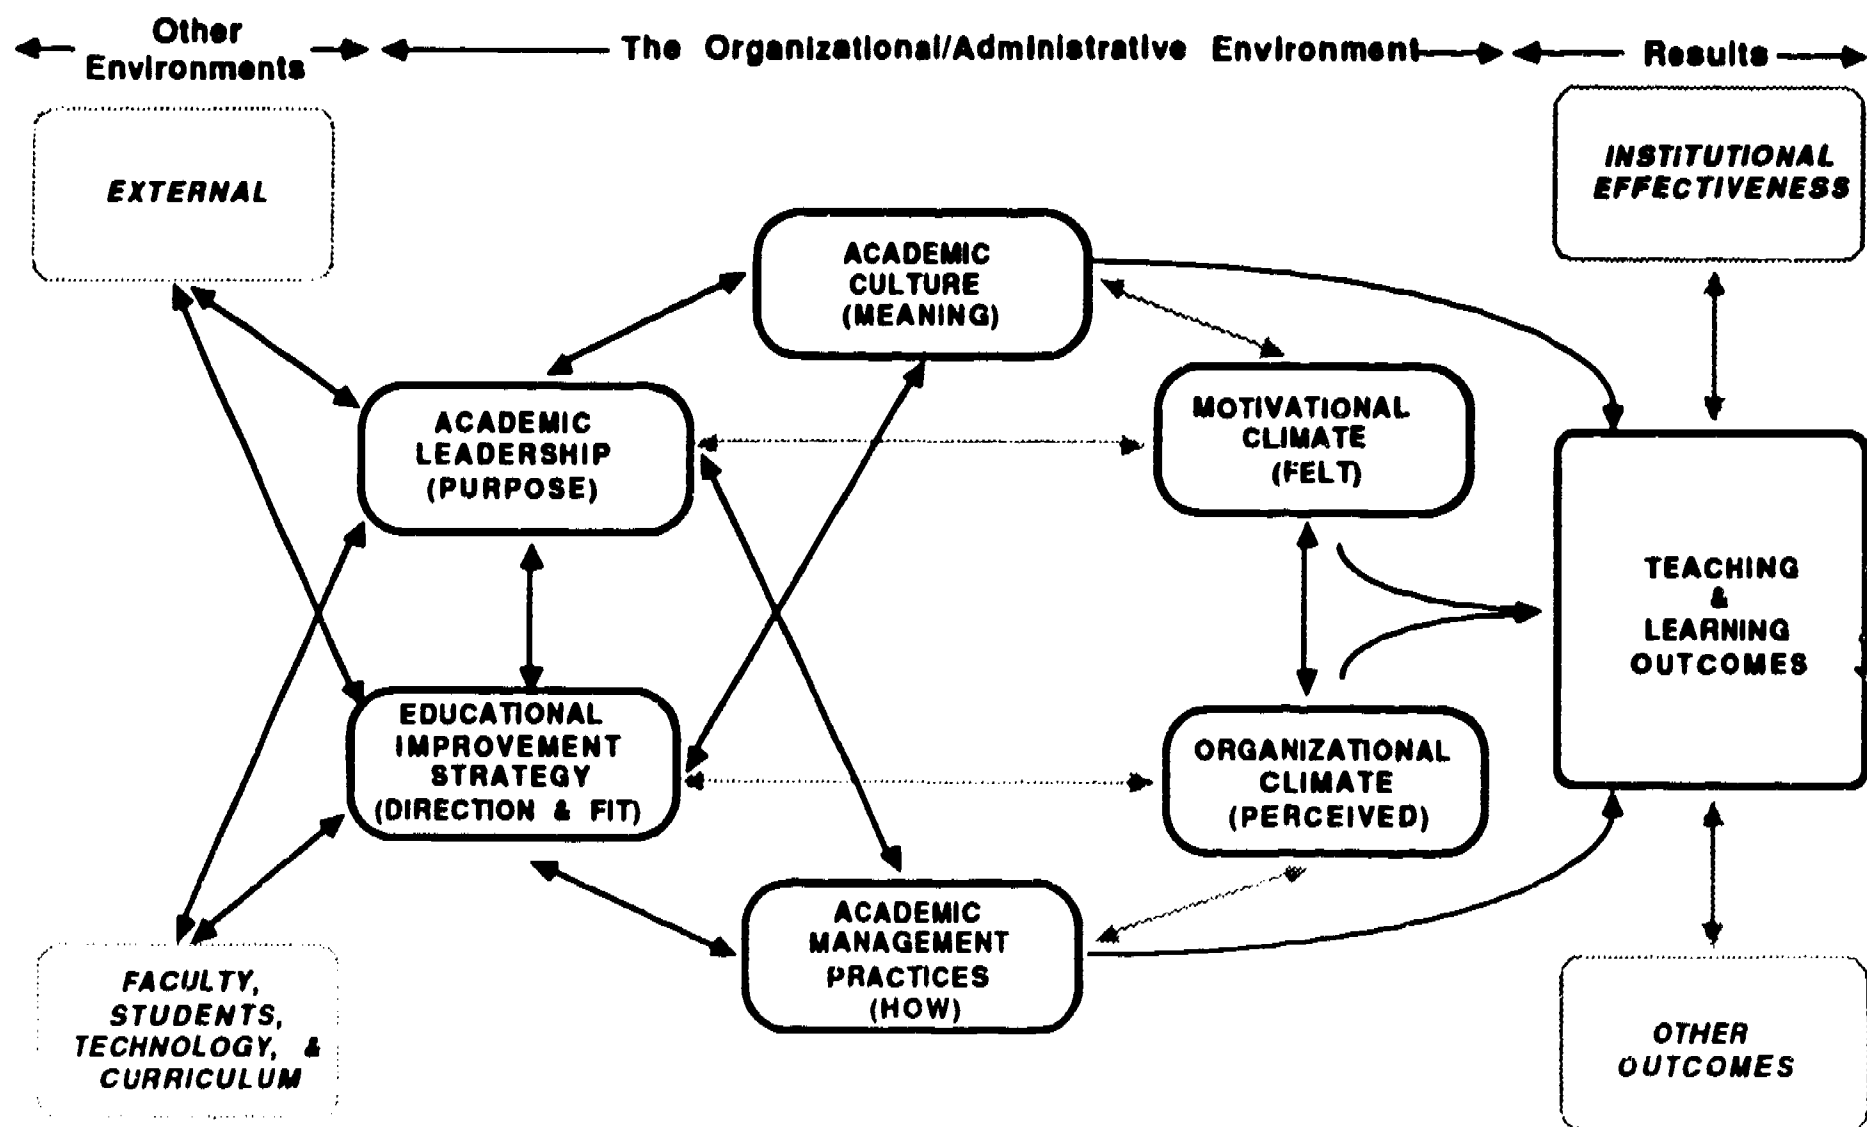 Other
Environments
The Organizational/Administrative Environment
Results
EXTERNAL
INSTITUTIONAL
EFFECTIVENESS
ACADEMIC
CULTURE
(MEANING)
ACADEMIC
LEADERSHIP
(PURPOSE)
MOTIVATIONAL
CLIMATE
(FELT)
TEACHING
&
LEARNING
OUTCOMES
EDUCATIONAL
IMPROVEMENT
STRATEGY
(DIRECTION & FIT)
ORGANIZATIONAL
CLIMATE
(PERCEIVED)
ACADEMIC
MANAGEMENT
PRACTICES
(HOW)
FACULTY,
STUDENTS,
TECHNOLOGY, &
CURRICULUM
OTHER
OUTCOMES